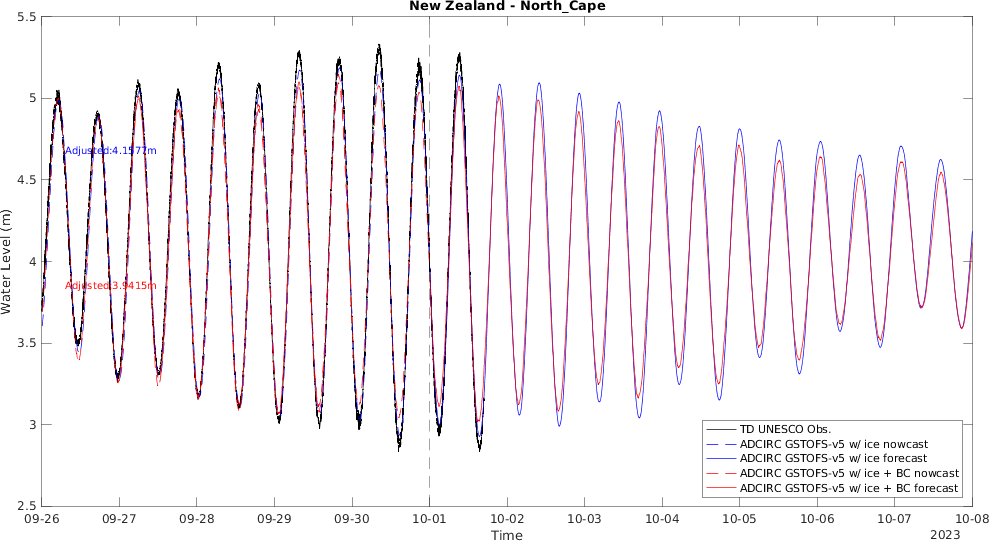 New Zealand - North_Cape
5.5
5
4.5
4
3.5
3
2.5
Water Level (m)
Adjusted:4.1577m
Adjusted:3.9415m
TD UNESCO Obs.
ADCIRC GSTOFS-v5 w/ ice nowcast
ADCIRC GSTOFS-v5 w/ ice forecast
ADCIRC GSTOFS-v5 w/ ice + BC nowcast
ADCIRC GSTOFS-v5 w/ ice + BC forecast
09-26 09-27 09-28 09-29 09-30 10-01 10-02 10-03 10-04 10-05 10-06 10-07 10-08
Time
2023